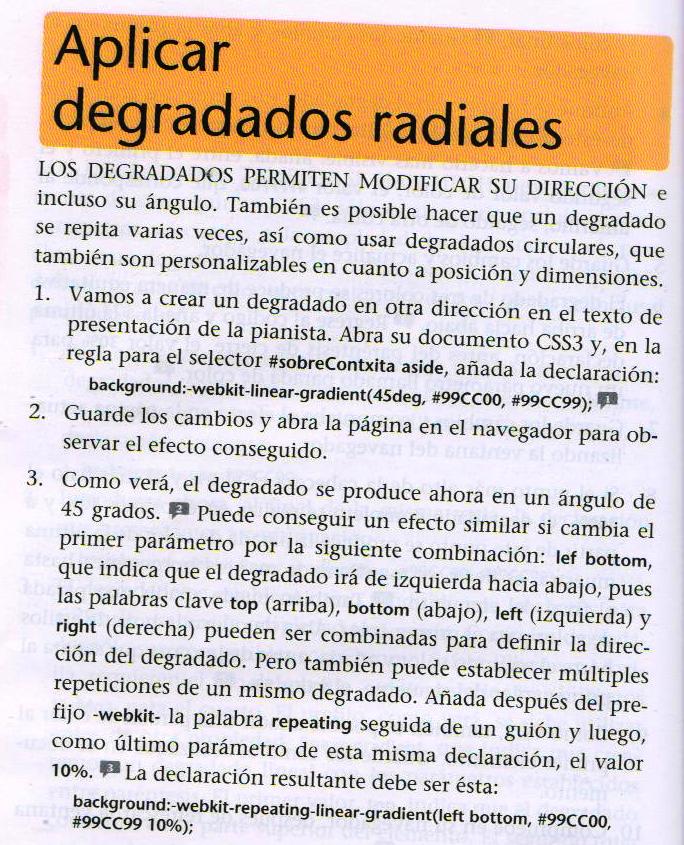 Aplicar
degradados radiales
LOS DEGRADADOS PERMITEN MODIFICAR SU DIRECCIÓN e
incluso su ángulo. También es posible hacer que un degradado
se repita varias veces, así como usar degradados circulares, que
también son personalizables en cuanto a posición y dimensiones.
1. Vamos a crear un degradado en otra dirección en el texto de
presentación de la pianista. Abra su documento CSS3 y, en la
regla para el selector #sobreContxita aside, añada la declaración:
background:-webkit-linear-gradient(45deg, #99CC00, #99CC99); 1
2. Guarde los cambios y abra la página en el navegador para ob-
servar el efecto conseguido.
3. Como verá, el degradado se produce ahora en un ángulo de
45 grados. 2 Puede conseguir un efecto similar si cambia el
primer parámetro por la siguiente combinación: lef bottom,
que indica que el degradado irá de izquierda hacia abajo, pues
las palabras clave top (arriba), bottom (abajo), left (izquierda) y
right (derecha) pueden ser combinadas para definir la direc-
ción del degradado. Pero también puede establecer múltiples
repeticiones de un mismo degradado. Añada después del pre-
fijo -webkit- la palabra repeating seguida de un guión y luego,
como último parámetro de esta misma declaración, el valor
10%. 3 La declaración resultante debe ser ésta:
background:-webkit-repeating-linear-gradient(left bottom, #99CC00,
#99CC99 10%);